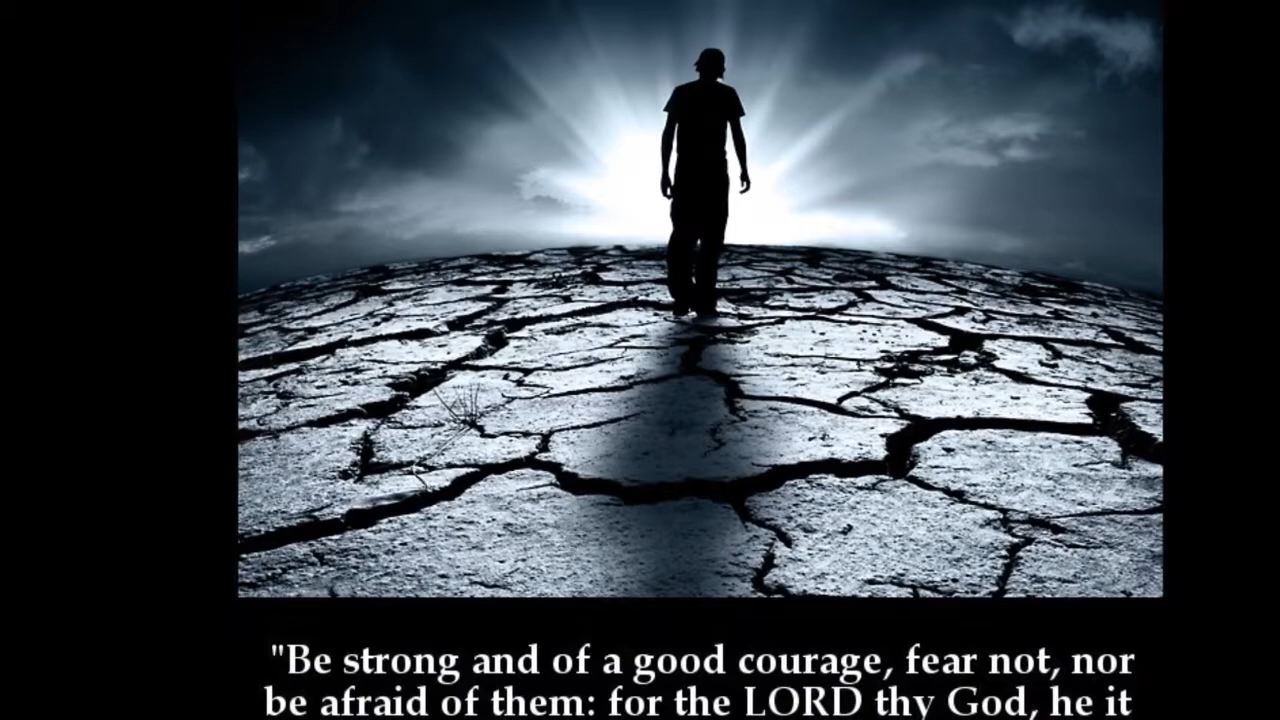 "Be strong and of a good courage, fear not, nor
be afraid of them: for the LORD thy God, he it